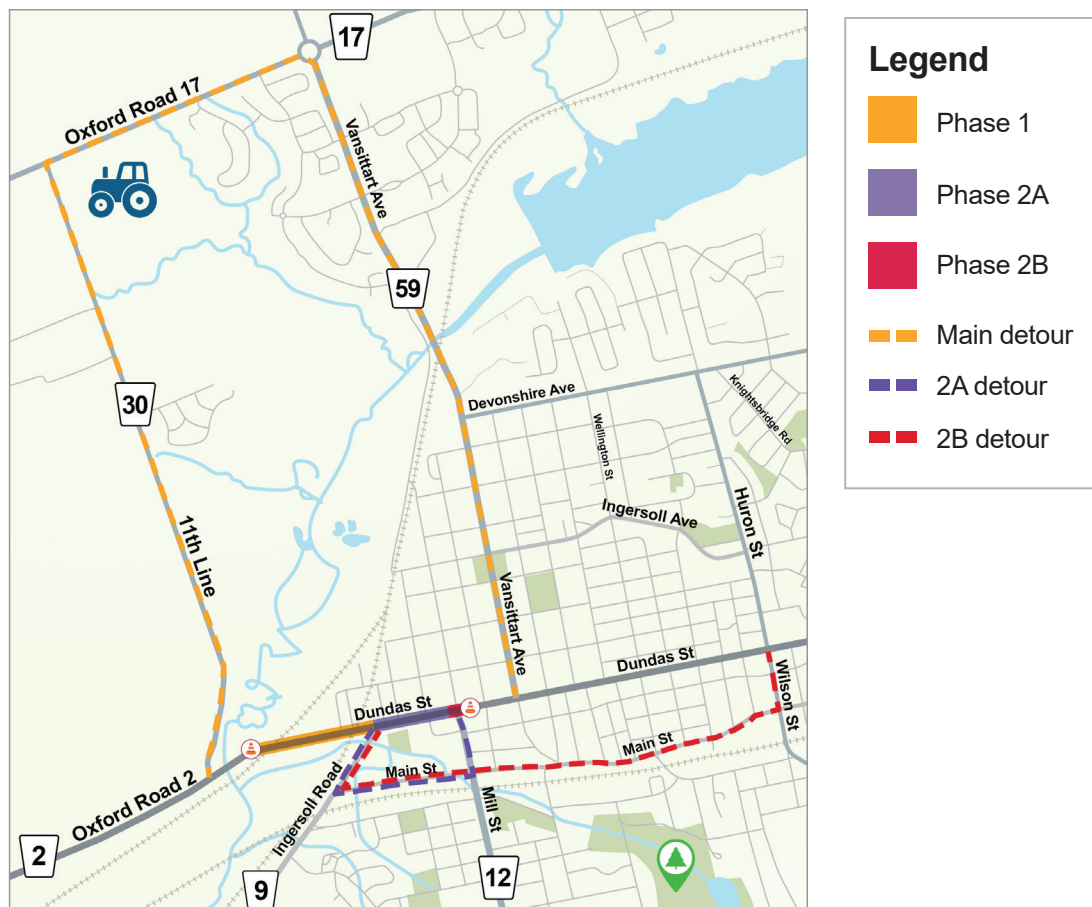 17
Oxford Road 17
Vansittart Ave
59
30
Devonshire Ave
Knightsbridge Rd
Wellington St
Huron St
Ingersoll Ave
11th Line
Vansittart Ave
Dundas St
Dundas St
Wilson St
Main St
Main St
Oxford Road 2
Ingersoll Road
Mill St
2
9
12
Legend
Phase 1
Phase 2A
Phase 2B
Main detour
2A detour
2B detour